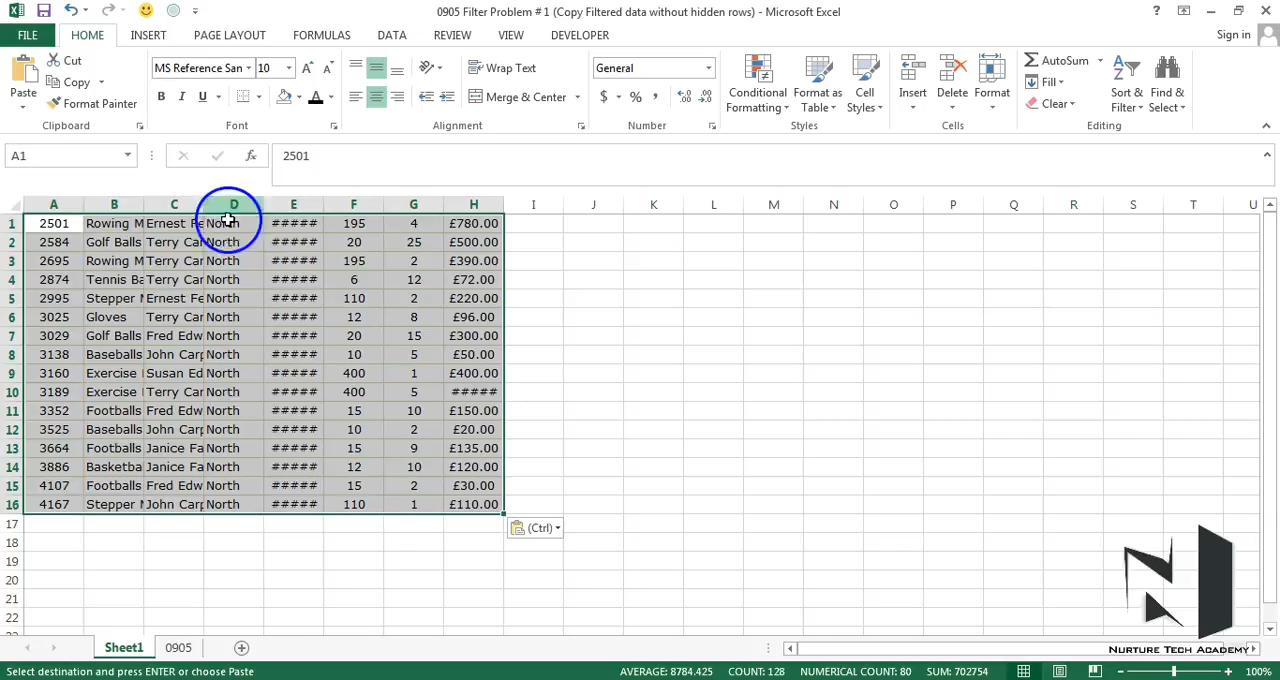 0905 Filter Problem # 1 (Copy Filtered data without hidden rows) - Microsoft Excel
FILE HOME INSERT PAGE LAYOUT FORMULAS DATA REVIEW VIEW DEVELOPER Sign in
Paste
Cut
Copy
Format Painter
Clipboard
MS Reference San 10
B I U
Font
Wrap Text
Merge & Center
Alignment
General
$ % ,
Number
Conditional Formatting
Format as Table
Cell Styles
Styles
Insert Delete Format
Cells
AutoSum
Fill
Clear
Sort & Filter
Find & Select
Editing
A1 fx 2501
A B C D E F G H I J K L M N O P Q R S T U
1 2501 Rowing M Ernest Fe North ##### 195 4 £780.00
2 2584 Golf Balls Terry Car North ##### 20 25 £500.00
3 2695 Rowing M Terry Car North ##### 195 2 £390.00
4 2874 Tennis Ba Terry Car North ##### 6 12 £72.00
5 2995 Stepper M Ernest Fe North ##### 110 2 £220.00
6 3025 Gloves Terry Car North ##### 12 8 £96.00
7 3029 Golf Balls Fred Edw North ##### 20 15 £300.00
8 3138 Baseballs John Carp North ##### 10 5 £50.00
9 3160 Exercise Susan Ed North ##### 400 1 £400.00
10 3189 Exercise Terry Car North ##### 400 5 #####
11 3352 Footballs Fred Edw North ##### 15 10 £150.00
12 3525 Baseballs John Carp North ##### 10 2 £20.00
13 3664 Footballs Janice Fa North ##### 15 9 £135.00
14 3886 Basketba Janice Fa North ##### 12 10 £120.00
15 4107 Footballs Fred Edw North ##### 15 2 £30.00
16 4167 Stepper M John Carp North ##### 110 1 £110.00
17
(Ctrl)
18
19
20
21
22
NURTURE TECH ACADEMY
Sheet1 0905
Select destination and press ENTER or choose Paste AVERAGE: 8784.425 COUNT: 128 NUMERICAL COUNT: 80 SUM: 702754 100%